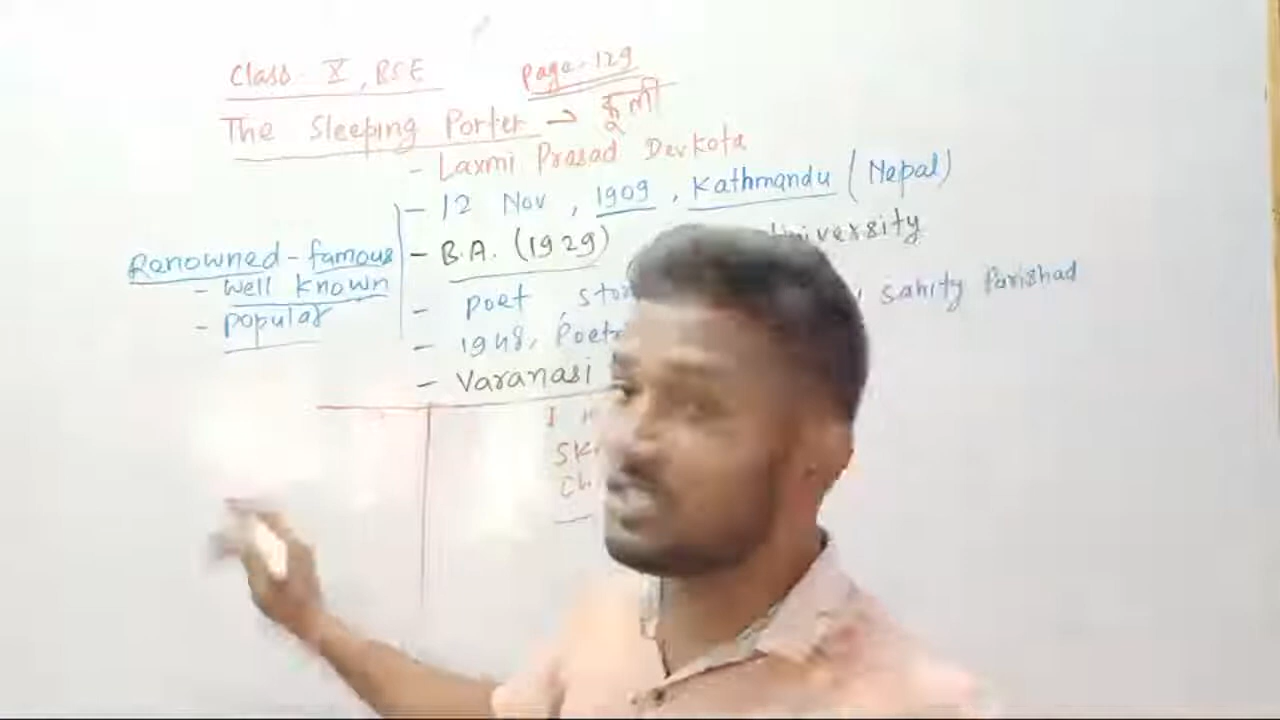 Class - X, BSE
Page - 129
The Sleeping Porter → कूली
- Laxmi Prasad Devkota
- 12 Nov, 1909, Kathmandu (Nepal)
Renowned - famous
- well known
- popular
- B.A. (1929) University
- Poet sahity Parishad
- 1948,
- Varanasi
I